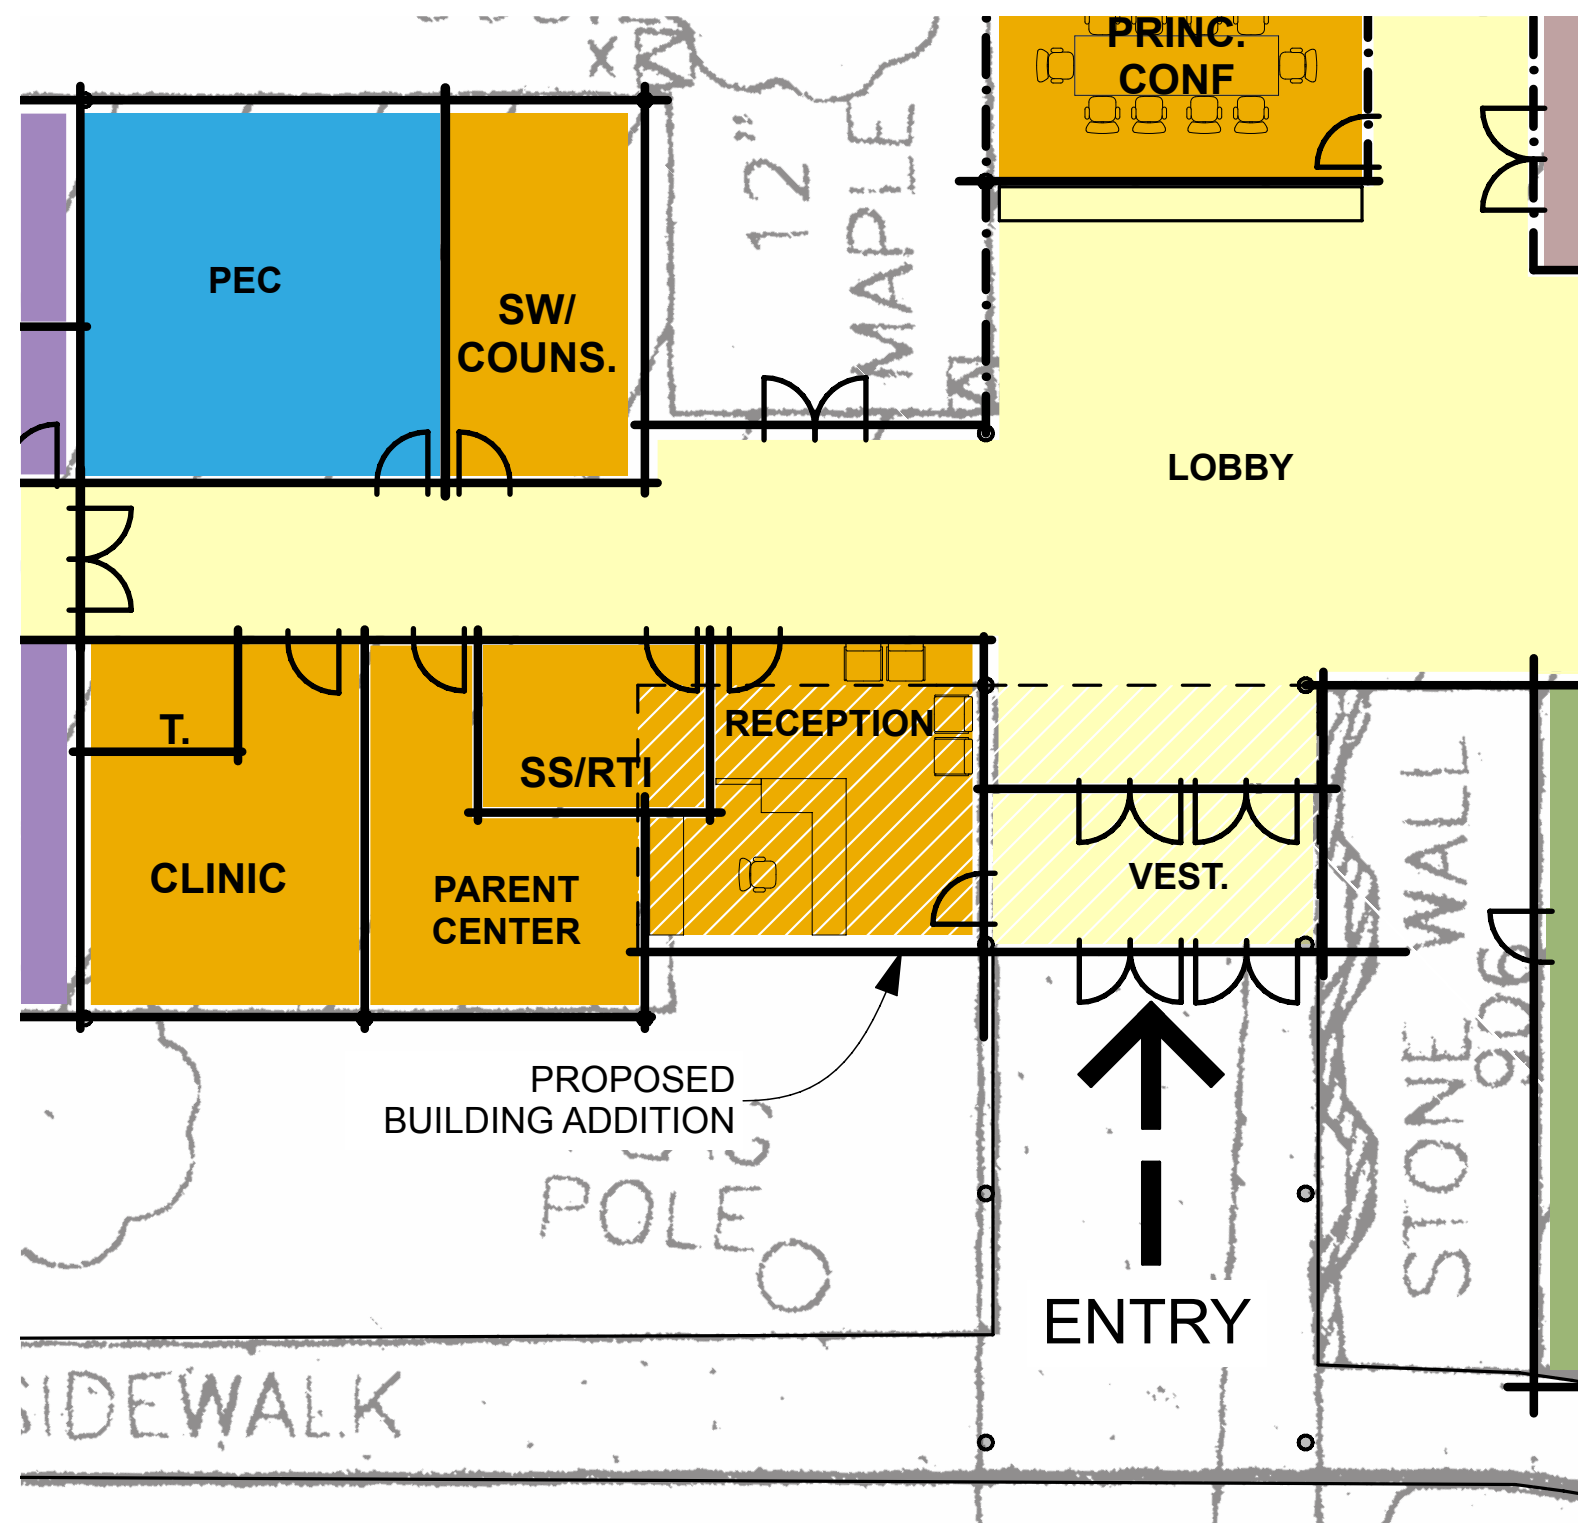 PRINC.
CONF
12"
MAPLE
PEC
SW/
COUNS.
LOBBY
T.
RECEPTION
SS/RTI
CLINIC
PARENT
CENTER
VEST.
STONE WALL
PROPOSED
BUILDING ADDITION
POLE
ENTRY
SIDEWALK